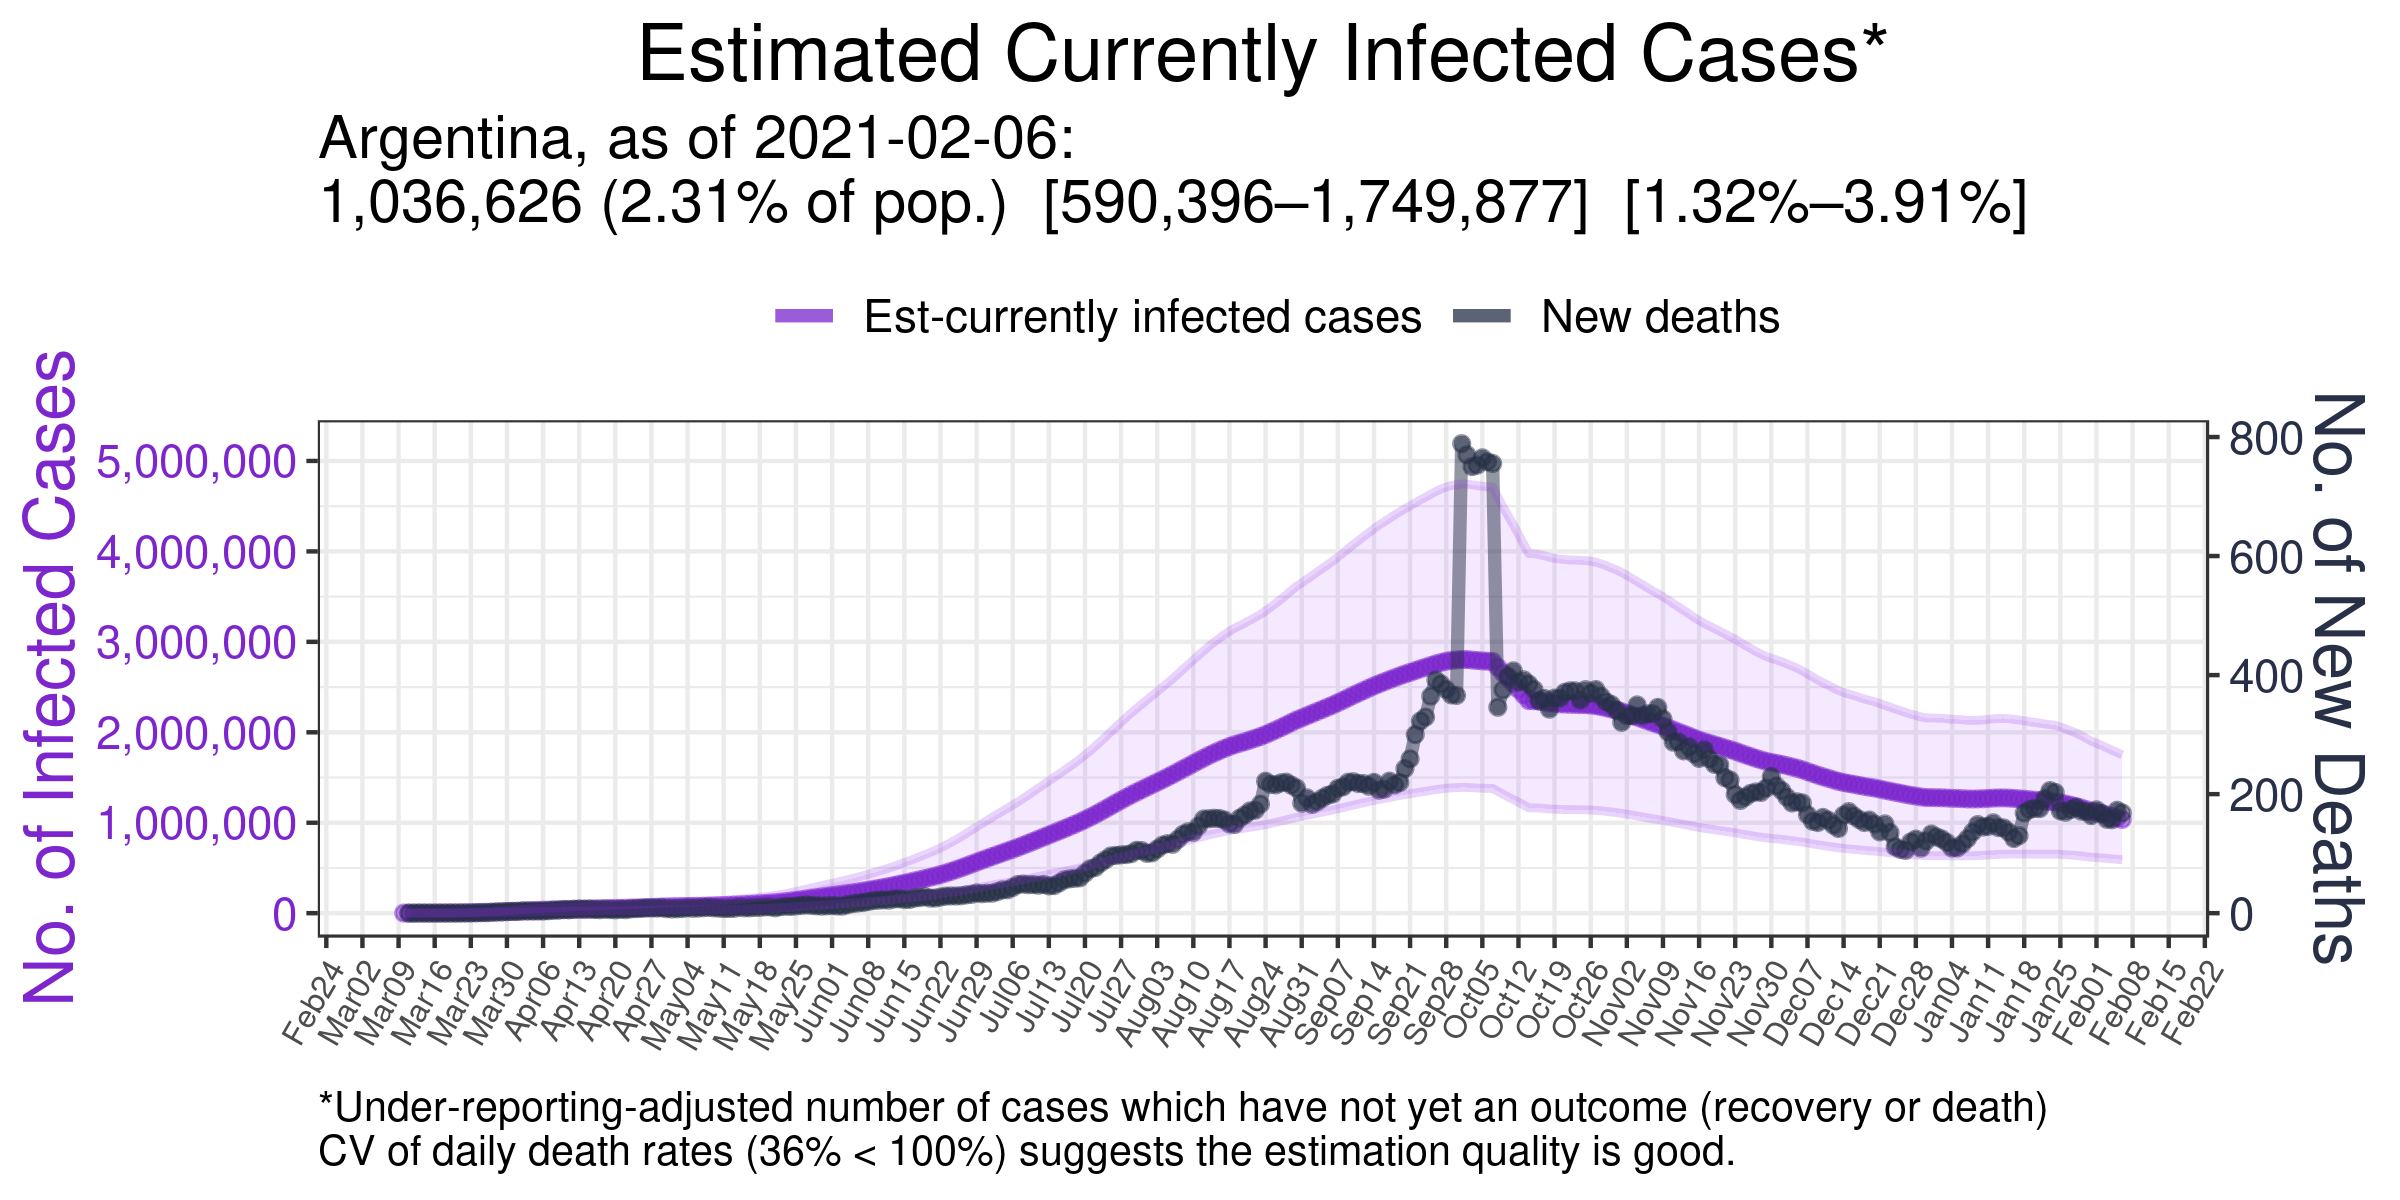 Estimated Currently Infected Cases*
Argentina, as of 2021-02-06:
1,036,626 (2.31% of pop.) [590,396–1,749,877] [1.32%–3.91%]
Est-currently infected cases
New deaths
No. of Infected Cases
5,000,000
4,000,000
3,000,000
2,000,000
1,000,000
0
800
600
400
200
0
No. of New Deaths
Feb24
Mar02
Mar09
Mar16
Mar23
Mar30
Apr06
Apr13
Apr20
Apr27
May04
May11
May18
May25
Jun01
Jun08
Jun15
Jun22
Jun29
Jul06
Jul13
Jul20
Jul27
Aug03
Aug10
Aug17
Aug24
Aug31
Sep07
Sep14
Sep21
Sep28
Oct05
Oct12
Oct19
Oct26
Nov02
Nov09
Nov16
Nov23
Nov30
Dec07
Dec14
Dec21
Dec28
Jan04
Jan11
Jan18
Jan25
Feb01
Feb08
Feb15
Feb22
*Under-reporting-adjusted number of cases which have not yet an outcome (recovery or death)
CV of daily death rates (36% < 100%) suggests the estimation quality is good.